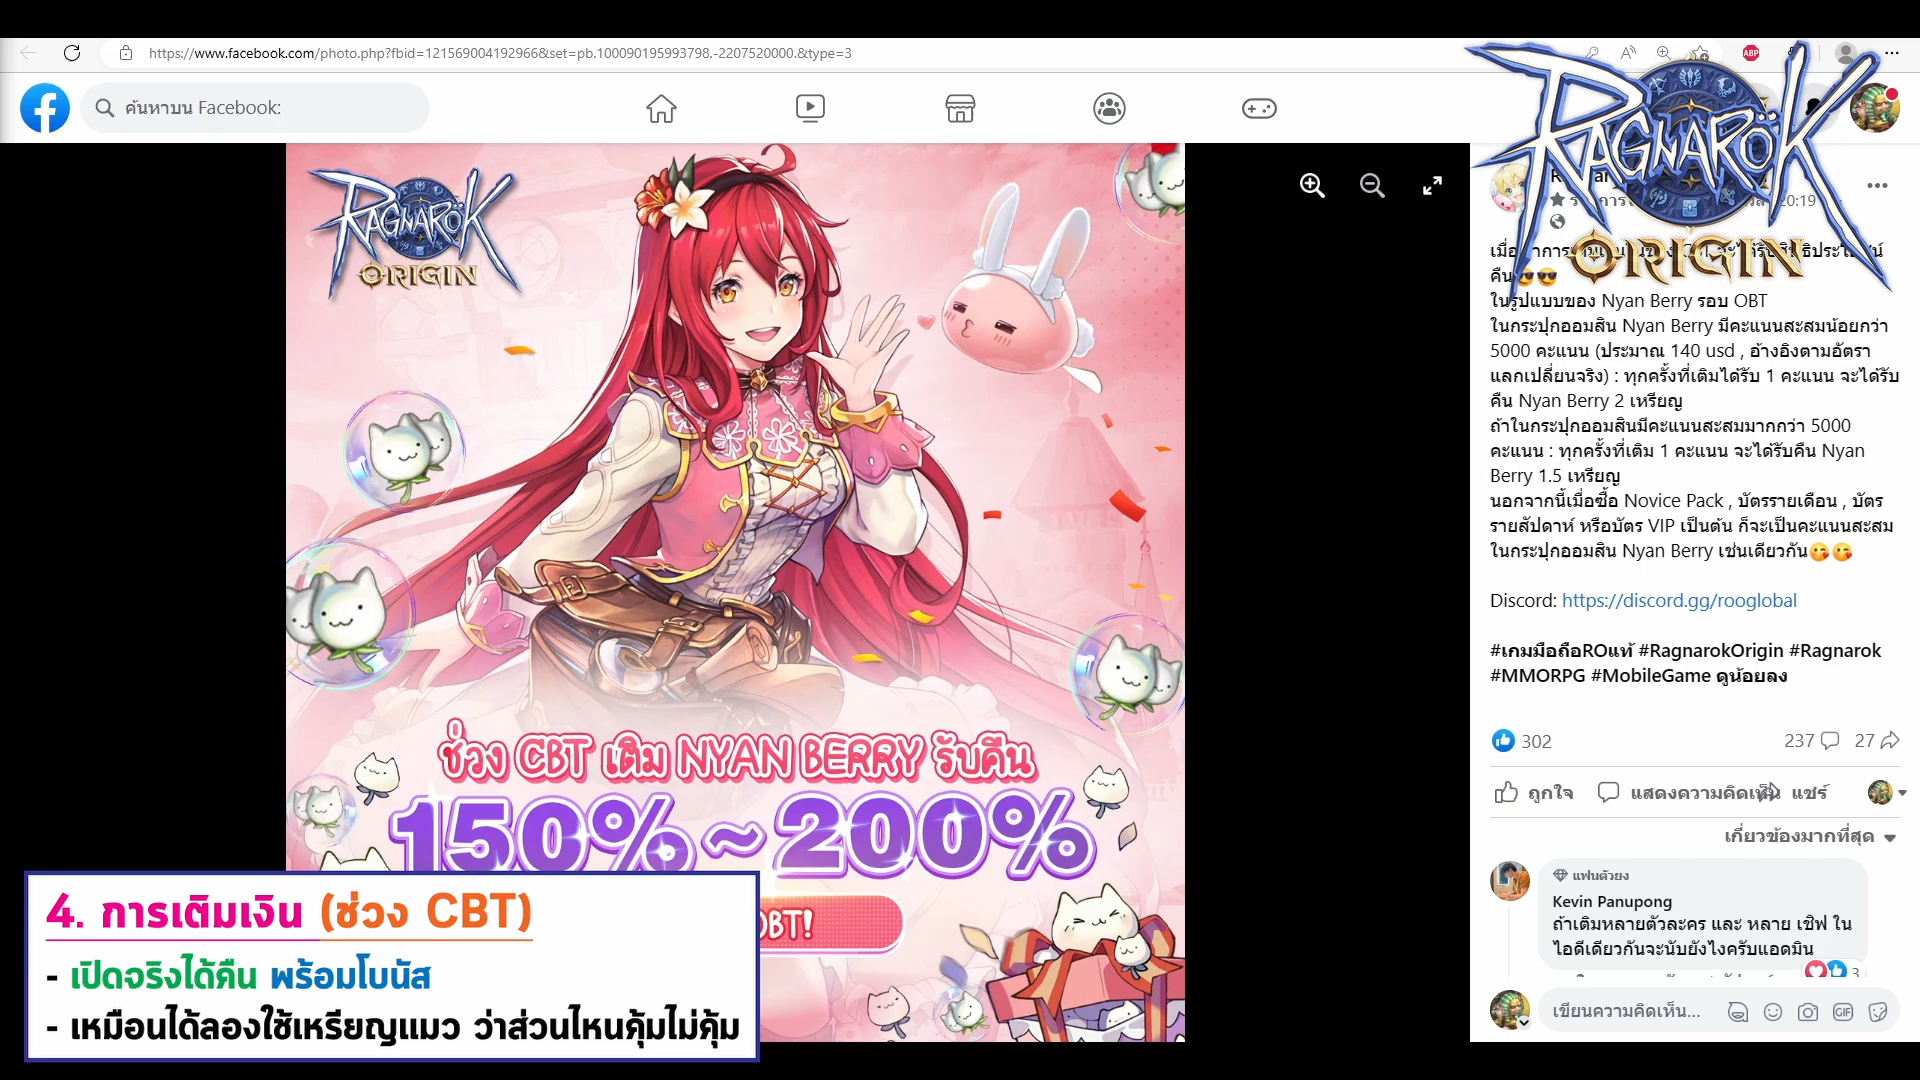 https://www.facebook.com/photo.php?fbid=121569004192966&set=pb.100090195993798.-2207520000.&type=3
ABP
ค้นหาบน Facebook:
RAGNARÖK
ORIGIN
RAGNARÖK
ORIGIN
20:19
คืน😎😎
ในรูปแบบของ Nyan Berry รอบ OBT
ในกระปุกออมสิน Nyan Berry มีคะแนนสะสมน้อยกว่า
5000 คะแนน (ประมาณ 140 usd , อ้างอิงตามอัตรา
แลกเปลี่ยนจริง) : ทุกครั้งที่เติมได้รับ 1 คะแนน จะได้รับ
คืน Nyan Berry 2 เหรียญ
ถ้าในกระปุกออมสินมีคะแนนสะสมมากกว่า 5000
คะแนน : ทุกครั้งที่เติม 1 คะแนน จะได้รับคืน Nyan
Berry 1.5 เหรียญ
นอกจากนี้เมื่อซื้อ Novice Pack , บัตรรายเดือน , บัตร
รายสัปดาห์ หรือบัตร VIP เป็นต้น ก็จะเป็นคะแนนสะสม
ในกระปุกออมสิน Nyan Berry เช่นเดียวกัน😘😘
Discord: https://discord.gg/rooglobal
#เกมมือถือROแท้ #RagnarokOrigin #Ragnarok
#MMORPG #MobileGame ดูน้อยลง
302
237
27
ถูกใจ
แสดงความคิดเห็น
แชร์
เกี่ยวข้องมากที่สุด
แฟนตัวยง
Kevin Panupong
ถ้าเติมหลายตัวละคร และ หลาย เซิฟ ใน
ไอดีเดียวกันจะนับยังไงครับแอดมิน
3
เขียนความคิดเห็น...
GIF
ช่วง CBT เติม NYAN BERRY รับคืน
150% ~ 200%
OBT!
4. การเติมเงิน (ช่วง CBT)
- เปิดจริงได้คืน พร้อมโบนัส
- เหมือนได้ลองใช้เหรียญแมว ว่าส่วนไหนคุ้มไม่คุ้ม